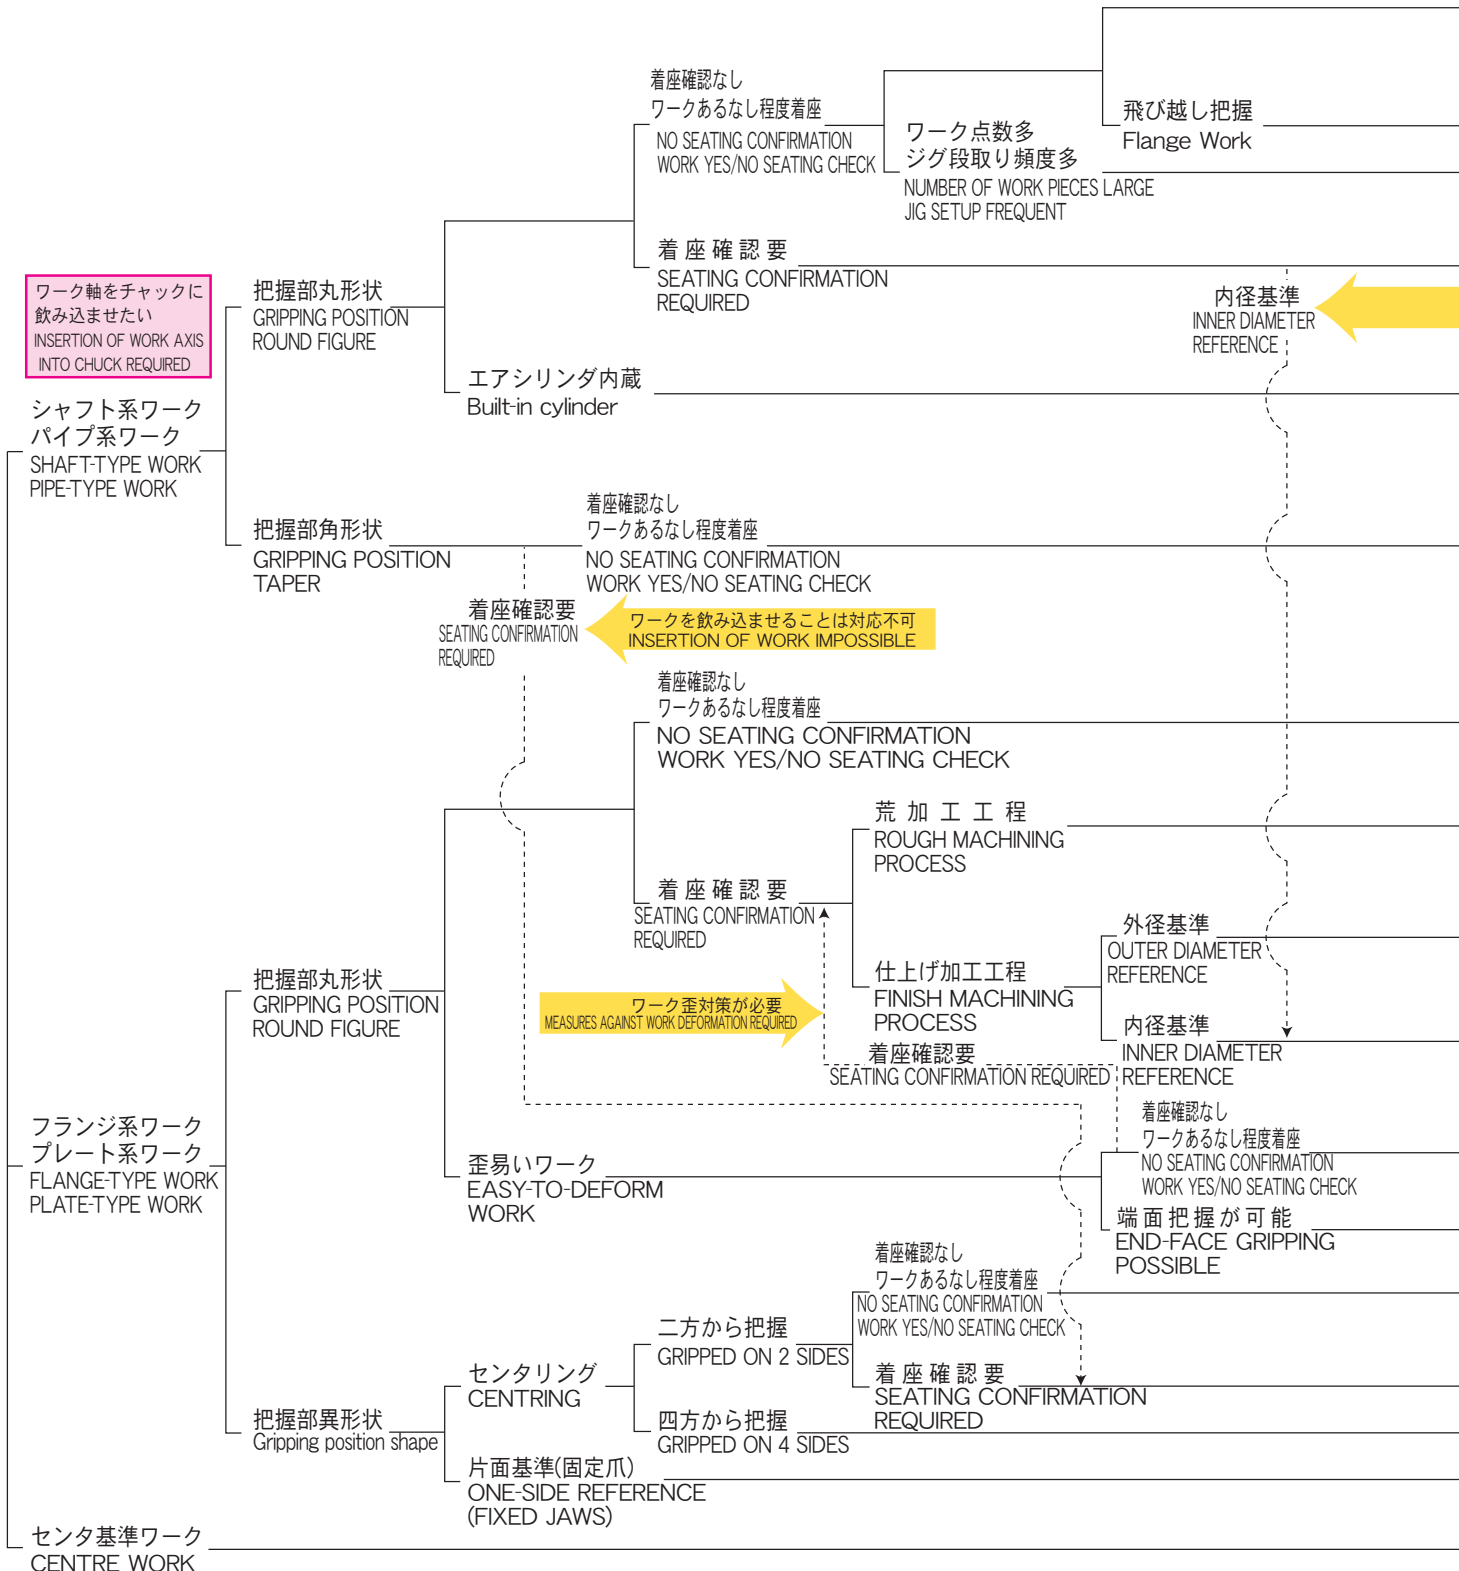 着座確認なし
ワークあるなし程度着座
NO SEATING CONFIRMATION
WORK YES/NO SEATING CHECK
ワーク点数多
ジグ段取り頻度多
NUMBER OF WORK PIECES LARGE
JIG SETUP FREQUENT
飛び越し把握
Flange Work
着座確認要
SEATING CONFIRMATION
REQUIRED
ワーク軸をチャックに
飲み込ませたい
INSERTION OF WORK AXIS
INTO CHUCK REQUIRED
把握部丸形状
GRIPPING POSITION
ROUND FIGURE
内径基準
INNER DIAMETER
REFERENCE
エアシリンダ内蔵
Built-in cylinder
シャフト系ワーク
パイプ系ワーク
SHAFT-TYPE WORK
PIPE-TYPE WORK
把握部角形状
GRIPPING POSITION
TAPER
着座確認なし
ワークあるなし程度着座
NO SEATING CONFIRMATION
WORK YES/NO SEATING CHECK
着座確認要
SEATING CONFIRMATION
REQUIRED
ワークを飲み込ませることは対応不可
INSERTION OF WORK IMPOSSIBLE
着座確認なし
ワークあるなし程度着座
NO SEATING CONFIRMATION
WORK YES/NO SEATING CHECK
荒加工工程
ROUGH MACHINING
PROCESS
着座確認要
SEATING CONFIRMATION
REQUIRED
外径基準
OUTER DIAMETER
REFERENCE
把握部丸形状
GRIPPING POSITION
ROUND FIGURE
仕上げ加工工程
FINISH MACHINING
PROCESS
ワーク歪対策が必要
MEASURES AGAINST WORK DEFORMATION REQUIRED
内径基準
INNER DIAMETER
REFERENCE
着座確認要
SEATING CONFIRMATION REQUIRED
フランジ系ワーク
プレート系ワーク
FLANGE-TYPE WORK
PLATE-TYPE WORK
歪易いワーク
EASY-TO-DEFORM
WORK
着座確認なし
ワークあるなし程度着座
NO SEATING CONFIRMATION
WORK YES/NO SEATING CHECK
端面把握が可能
END-FACE GRIPPING
POSSIBLE
着座確認なし
ワークあるなし程度着座
NO SEATING CONFIRMATION
WORK YES/NO SEATING CHECK
二方から把握
GRIPPED ON 2 SIDES
センタリング
CENTRING
着座確認要
SEATING CONFIRMATION
REQUIRED
把握部異形状
Gripping position shape
四方から把握
GRIPPED ON 4 SIDES
片面基準(固定爪)
ONE-SIDE REFERENCE
(FIXED JAWS)
センタ基準ワーク
CENTRE WORK